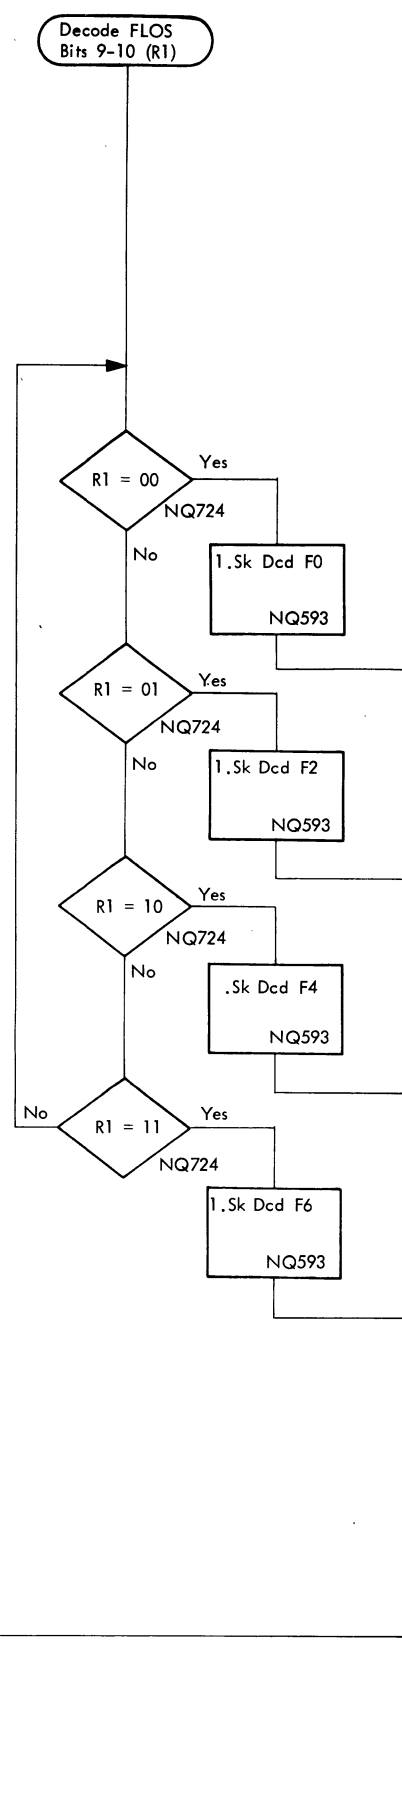 Decode FLOS
Bits 9-10 (R1)
R1 = 00
Yes
NQ724
No
1.Sk Dcd F0
NQ593
R1 = 01
Yes
NQ724
No
1.Sk Dcd F2
NQ593
R1 = 10
Yes
NQ724
No
.Sk Dcd F4
NQ593
No
R1 = 11
Yes
NQ724
1.Sk Dcd F6
NQ593